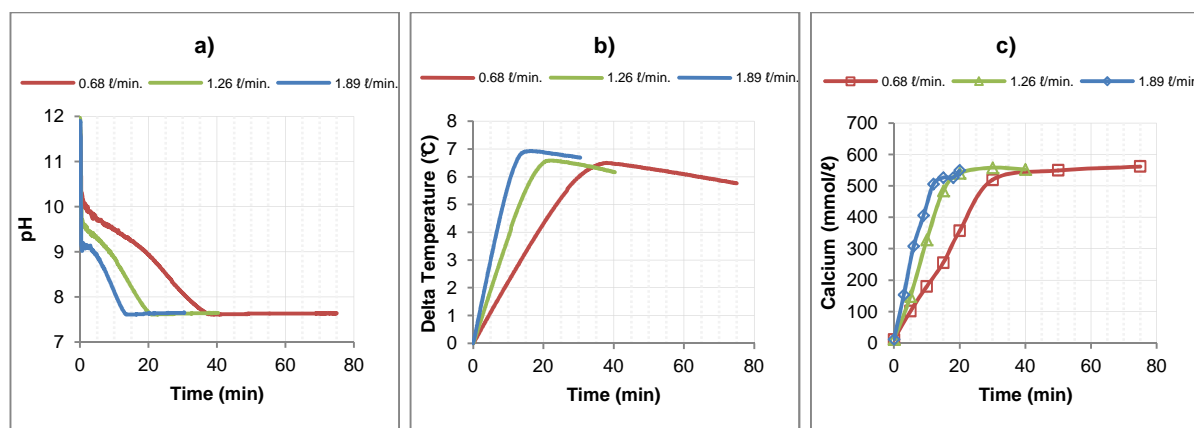 a)
0.68 ℓ/min. 1.26 ℓ/min. 1.89 ℓ/min.
12
11
10
9
8
7
pH
0 20 40 60 80
Time (min)
b)
0.68 ℓ/min. 1.26 ℓ/min. 1.89 ℓ/min.
8
7
6
5
4
3
2
1
0
Delta Temperature (°C)
0 20 40 60 80
Time (min)
c)
0.68 ℓ/min. 1.26 ℓ/min. 1.89 ℓ/min
700
600
500
400
300
200
100
0
Calcium (mmol/ℓ)
0 20 40 60 80
Time (min)